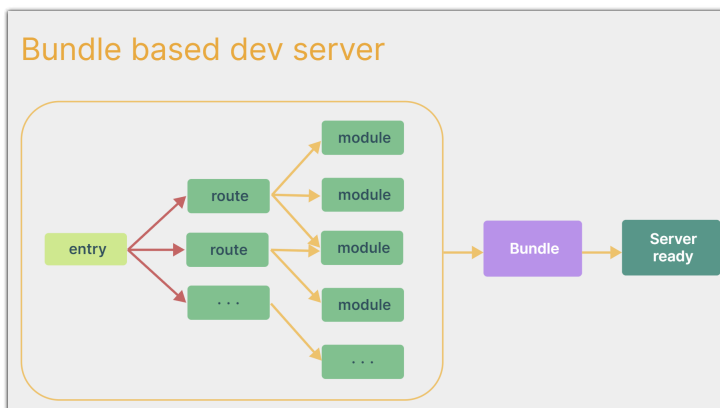 Bundle based dev server
entry
route
route
...
module
module
module
module
...
Bundle
Server
ready